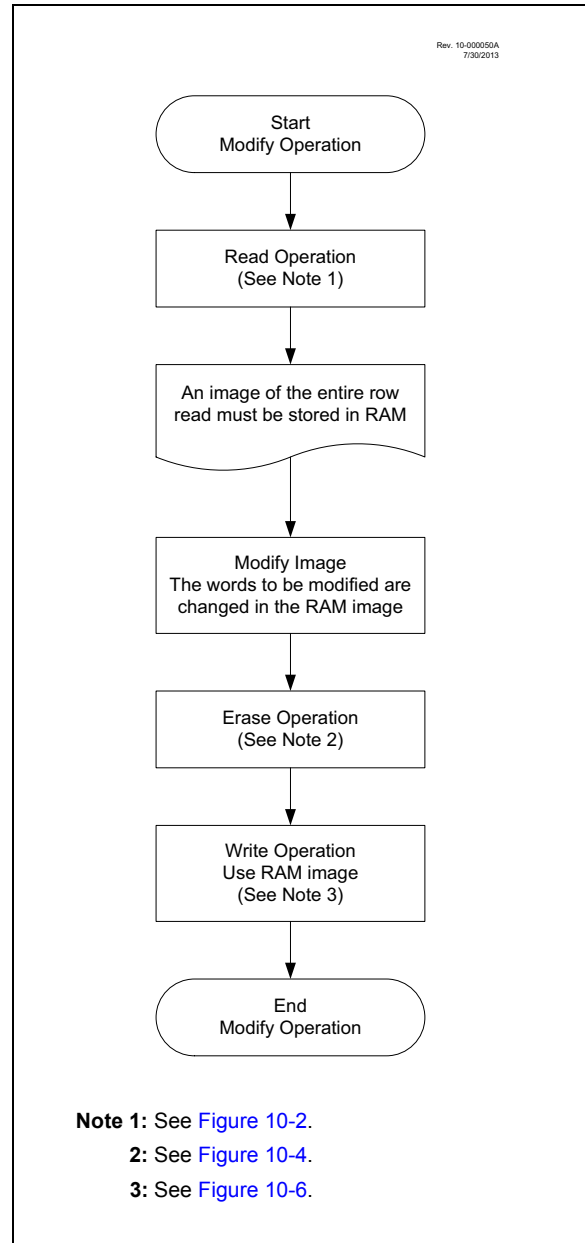 Rev. 10-000050A
7/30/2013
Start
Modify Operation
Read Operation
(See Note 1)
An image of the entire row
read must be stored in RAM
Modify Image
The words to be modified are
changed in the RAM image
Erase Operation
(See Note 2)
Write Operation
Use RAM image
(See Note 3)
End
Modify Operation
Note 1: See Figure 10-2.
2: See Figure 10-4.
3: See Figure 10-6.